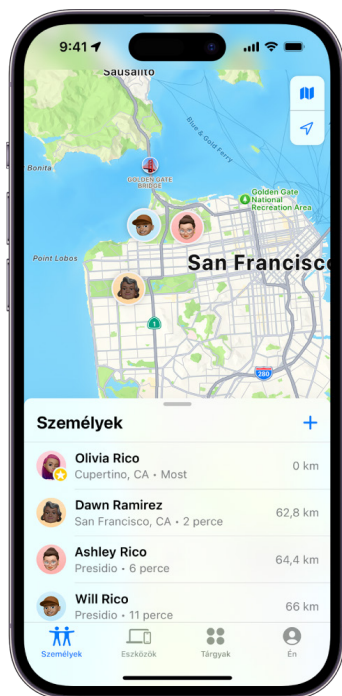 9:41
Sausalito
Blue & Gold Ferry
Bonita
GOLDEN GATE
BRIDGE
Golden Gate
National
Recreation Area
Point Lobos
San Francisco
1
280
Személyek
Olivia Rico
Cupertino, CA • Most
0 km
Dawn Ramirez
San Francisco, CA • 2 perce
62,8 km
Ashley Rico
Presidio • 6 perce
64,4 km
Will Rico
Presidio • 11 perce
66 km
Személyek
Eszközök
Tárgyak
Én